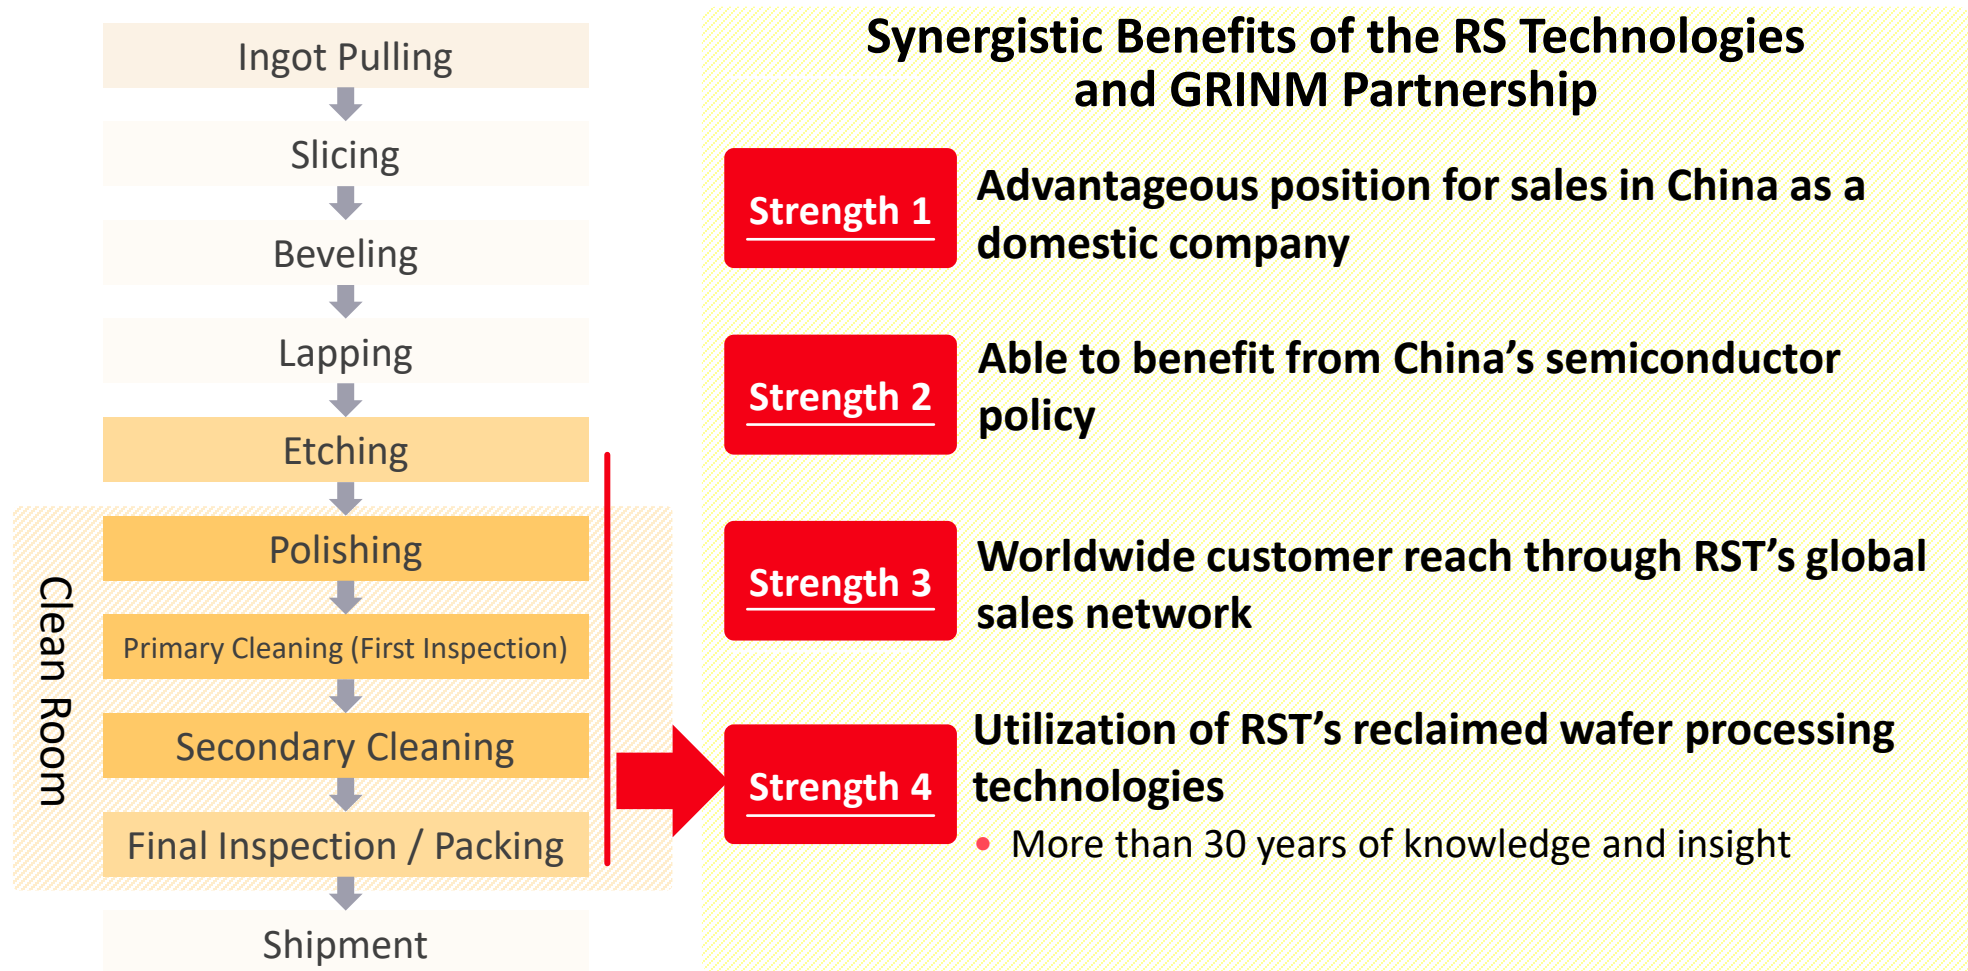 Ingot Pulling
Slicing
Beveling
Lapping
Etching
Polishing
Primary Cleaning (First Inspection)
Secondary Cleaning
Final Inspection / Packing
Shipment
Clean Room
Synergistic Benefits of the RS Technologies
and GRINM Partnership
Strength 1
Advantageous position for sales in China as a
domestic company
Strength 2
Able to benefit from China’s semiconductor
policy
Strength 3
Worldwide customer reach through RST’s global
sales network
Strength 4
Utilization of RST’s reclaimed wafer processing
technologies
• More than 30 years of knowledge and insight